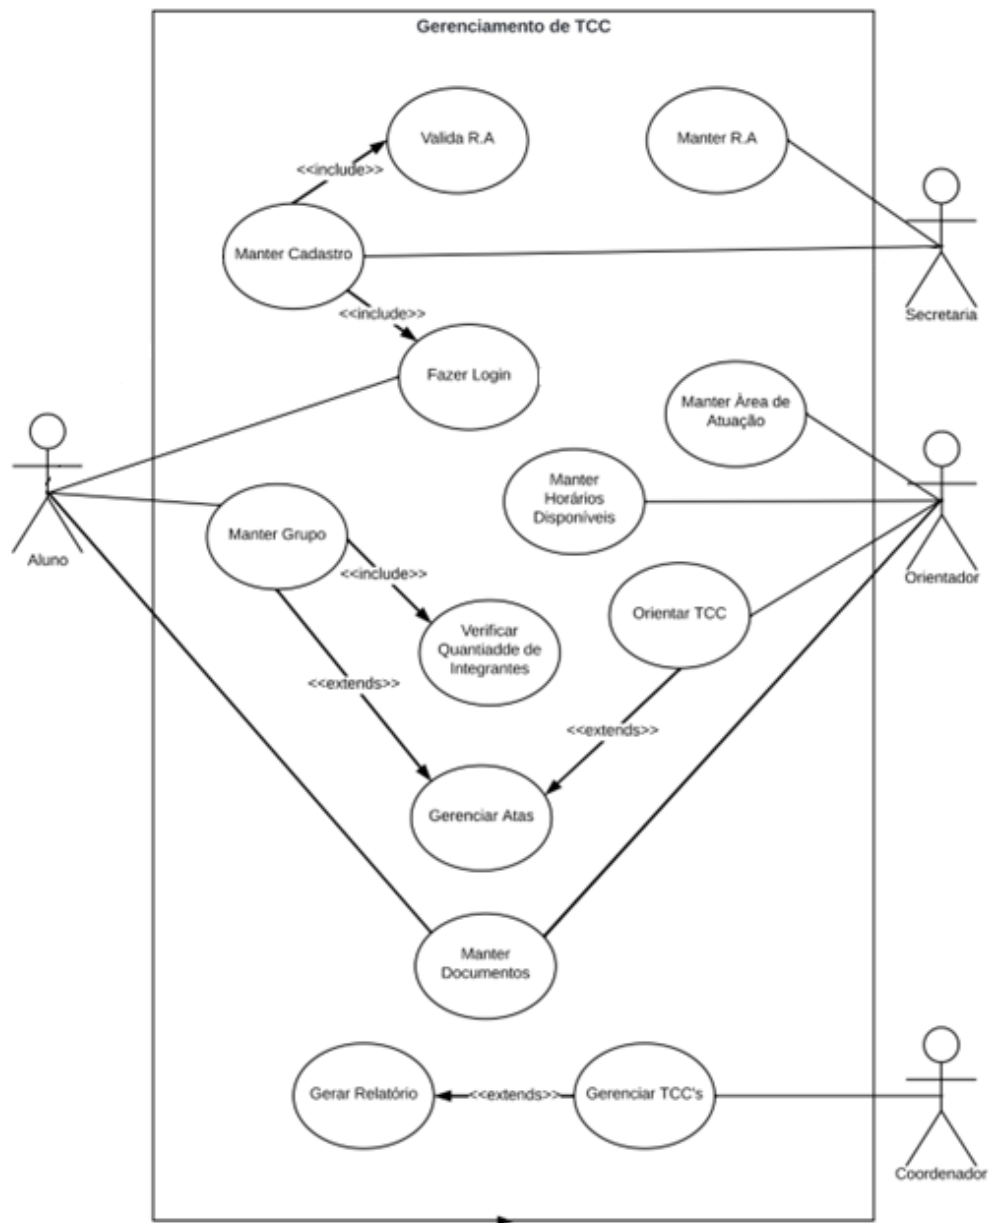 Gerenciamento de TCC
Valida R.A
Manter R.A
<<include>>
Manter Cadastro
Secretaria
<<include>>
Fazer Login
Manter Àrea de
Atuação
Manter
Horários
Disponíveis
Aluno
Manter Grupo
<<include>>
Orientador
Orientar TCC
Verificar
Quantiadde de
Integrantes
<<extends>>
<<extends>>
Gerenciar Atas
Manter
Documentos
Gerar Relatório
<<extends>>
Gerenciar TCC's
Coordenador